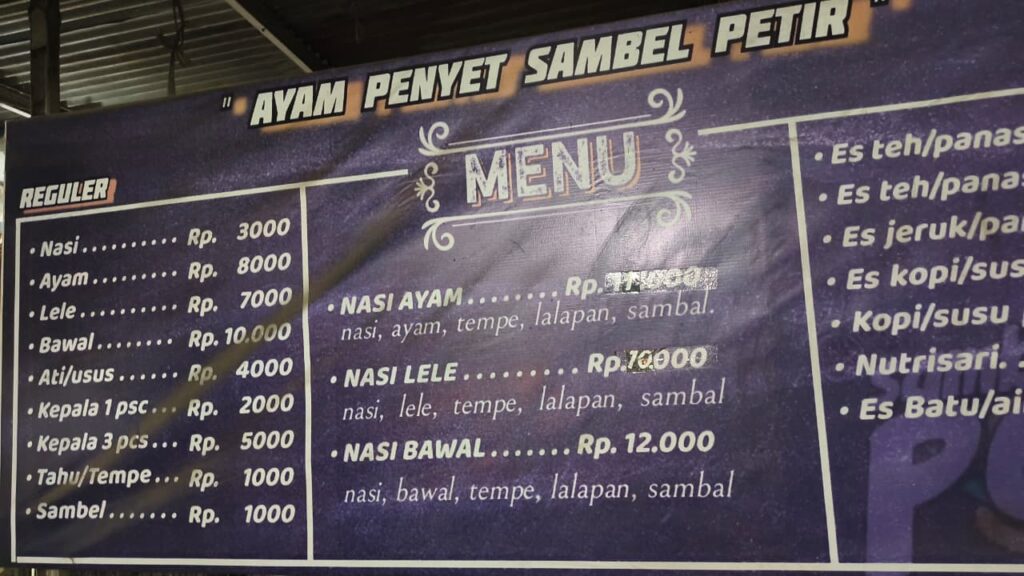 " AYAM PENYET SAMBEL PETIR "
MENU
REGULER
• Nasi .......... Rp. 3000
• Ayam ......... Rp. 8000
• Lele .......... Rp. 7000
• Bawal ........ Rp. 10.000
• Ati/usus ...... Rp. 4000
• Kepala 1 psc ... Rp. 2000
• Kepala 3 pcs ... Rp. 5000
• Tahu/Tempe ... Rp. 1000
• Sambel ....... Rp. 1000
• NASI AYAM ........ Rp.
nasi, ayam, tempe, lalapan, sambal.
• NASI LELE ......... Rp. 10000
nasi, lele, tempe, lalapan, sambal
• NASI BAWAL ....... Rp. 12.000
nasi, bawal, tempe, lalapan, sambal
• Es teh/panas
• Es teh/panas
• Es jeruk/pa
• Es kopi/sus
• Kopi/susu
• Nutrisari.
• Es Batu/ai